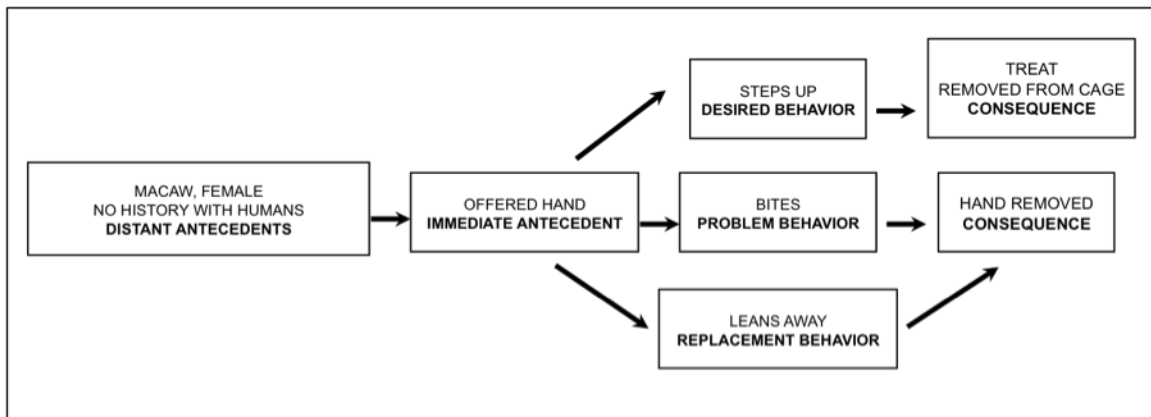 MACAW, FEMALE
NO HISTORY WITH HUMANS
DISTANT ANTECEDENTS
OFFERED HAND
IMMEDIATE ANTECEDENT
STEPS UP
DESIRED BEHAVIOR
TREAT
REMOVED FROM CAGE
CONSEQUENCE
BITES
PROBLEM BEHAVIOR
HAND REMOVED
CONSEQUENCE
LEANS AWAY
REPLACEMENT BEHAVIOR